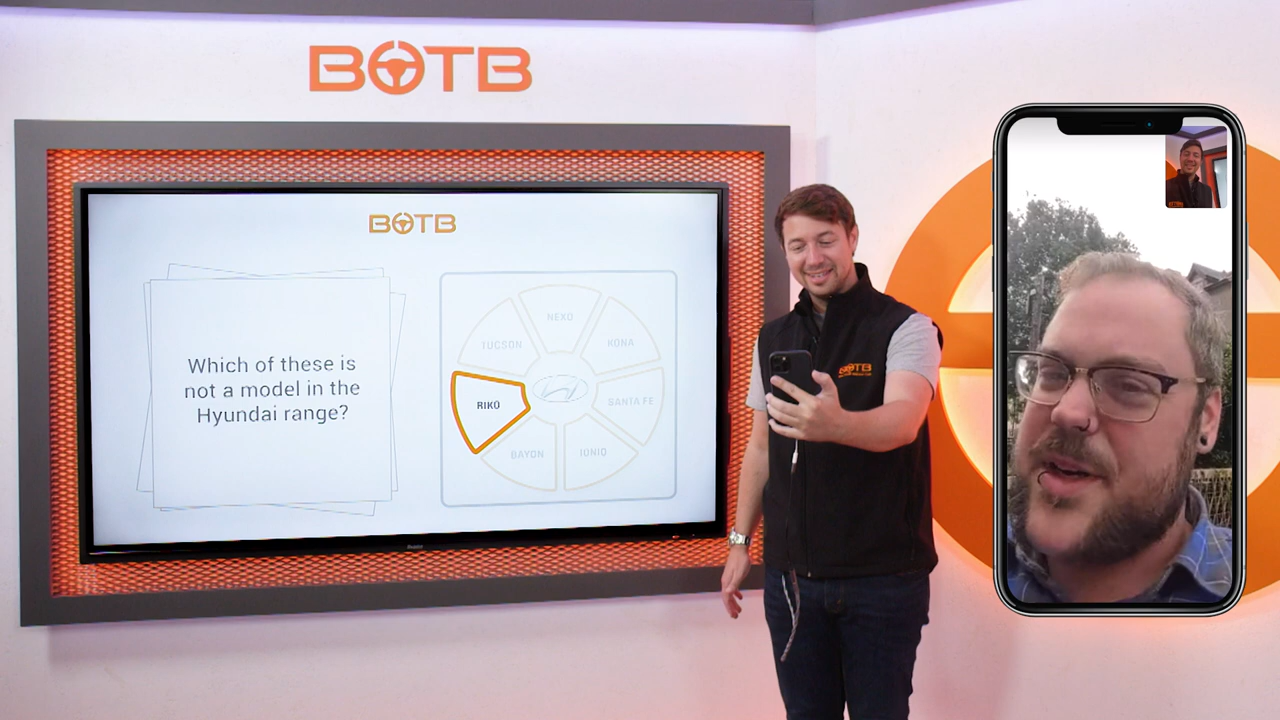 BOTB
BOTB
Which of these is
not a model in the
Hyundai range?
NEXO
TUCSON
KONA
RIKO
SANTA FE
BAYON
IONIQ
BOTB